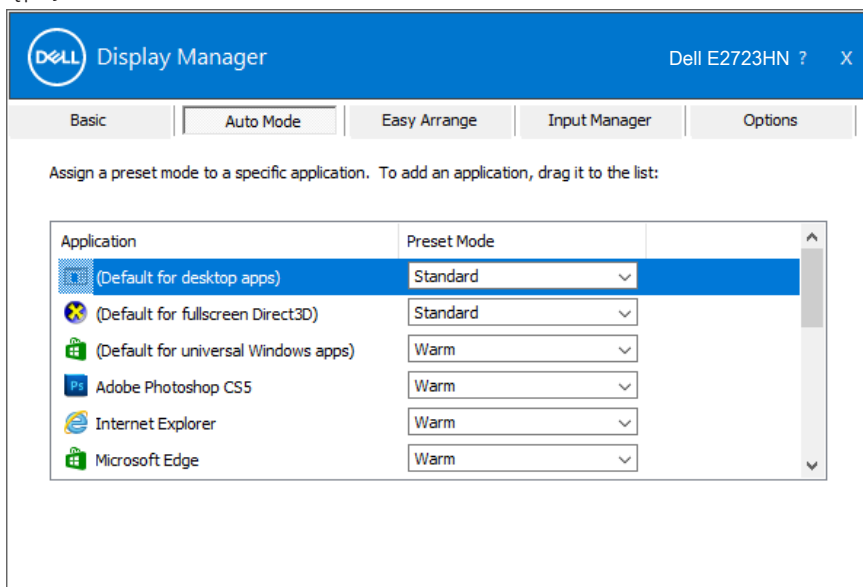 DELL Display Manager Dell E2723HN ? X
Basic Auto Mode Easy Arrange Input Manager Options
Assign a preset mode to a specific application. To add an application, drag it to the list:
Application Preset Mode
(Default for desktop apps) Standard
(Default for fullscreen Direct3D) Standard
(Default for universal Windows apps) Warm
Ps Adobe Photoshop CS5 Warm
Internet Explorer Warm
Microsoft Edge Warm